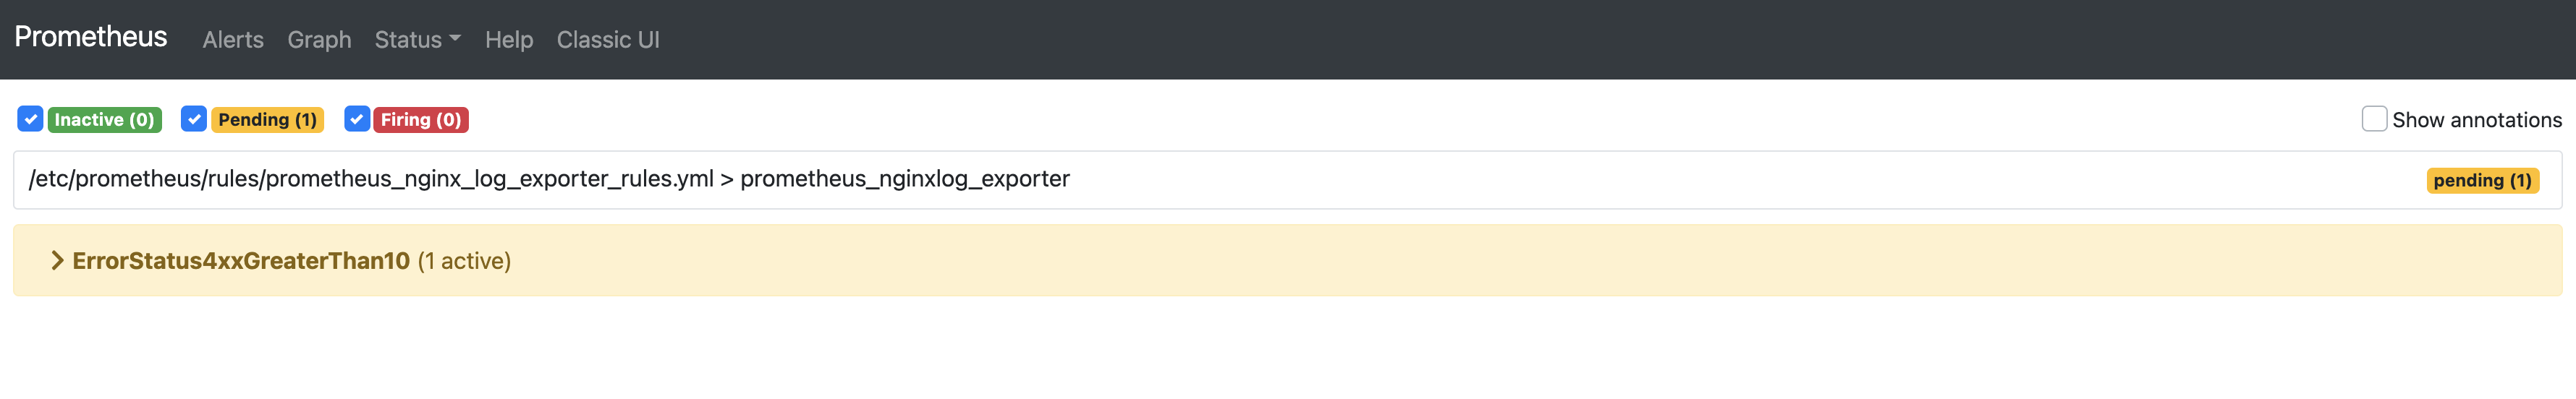 Prometheus Alerts Graph Status Help Classic UI
Inactive (0) Pending (1) Firing (0) Show annotations
/etc/prometheus/rules/prometheus_nginx_log_exporter_rules.yml > prometheus_nginxlog_exporter pending (1)
ErrorStatus4xxGreaterThan10 (1 active)